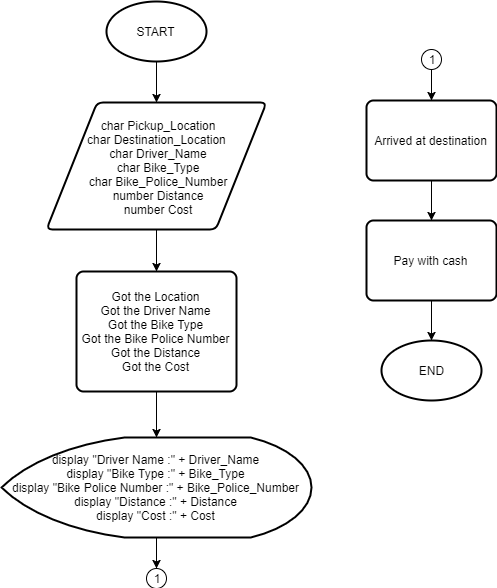 START
char Pickup_Location
char Destination_Location
char Driver_Name
char Bike_Type
char Bike_Police_Number
number Distance
number Cost
Got the Location
Got the Driver Name
Got the Bike Type
Got the Bike Police Number
Got the Distance
Got the Cost
display "Driver Name :" + Driver_Name
display "Bike Type :" + Bike_Type
display "Bike Police Number :" + Bike_Police_Number
display "Distance :" + Distance
display "Cost :" + Cost
1
1
Arrived at destination
Pay with cash
END